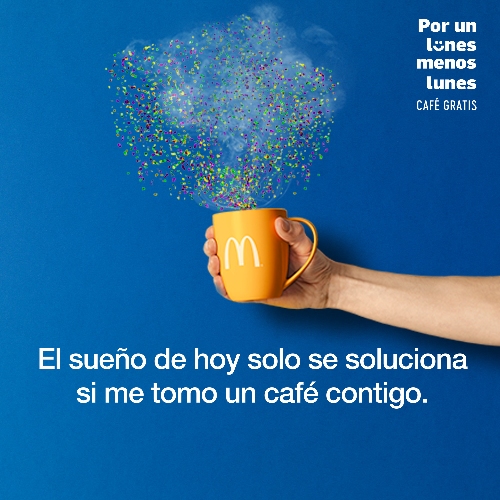 Por un
lunes
menos
lunes
CAFÉ GRATIS
M
El sueño de hoy solo se soluciona
si me tomo un café contigo.